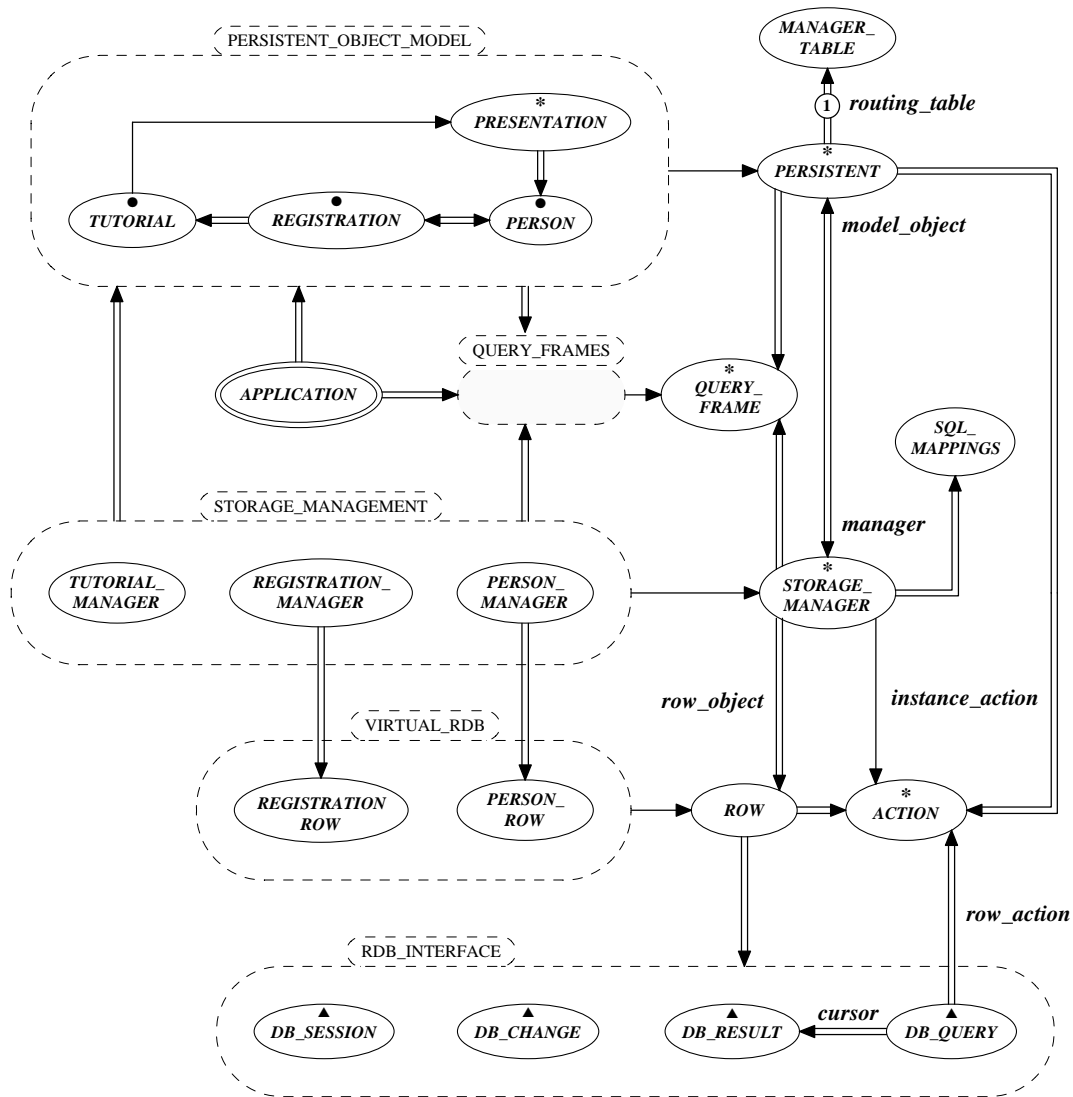 PERSISTENT_OBJECT_MODEL
MANAGER_
TABLE
1
routing_table
*
PRESENTATION
*
PERSISTENT
TUTORIAL
REGISTRATION
PERSON
model_object
QUERY_FRAMES
APPLICATION
*
QUERY_
FRAME
SQL_
MAPPINGS
STORAGE_MANAGEMENT
manager
TUTORIAL_
MANAGER
REGISTRATION_
MANAGER
PERSON_
MANAGER
*
STORAGE_
MANAGER
row_object
instance_action
VIRTUAL_RDB
REGISTRATION_
ROW
PERSON_
ROW
ROW
*
ACTION
row_action
RDB_INTERFACE
DB_SESSION
DB_CHANGE
DB_RESULT
cursor
DB_QUERY